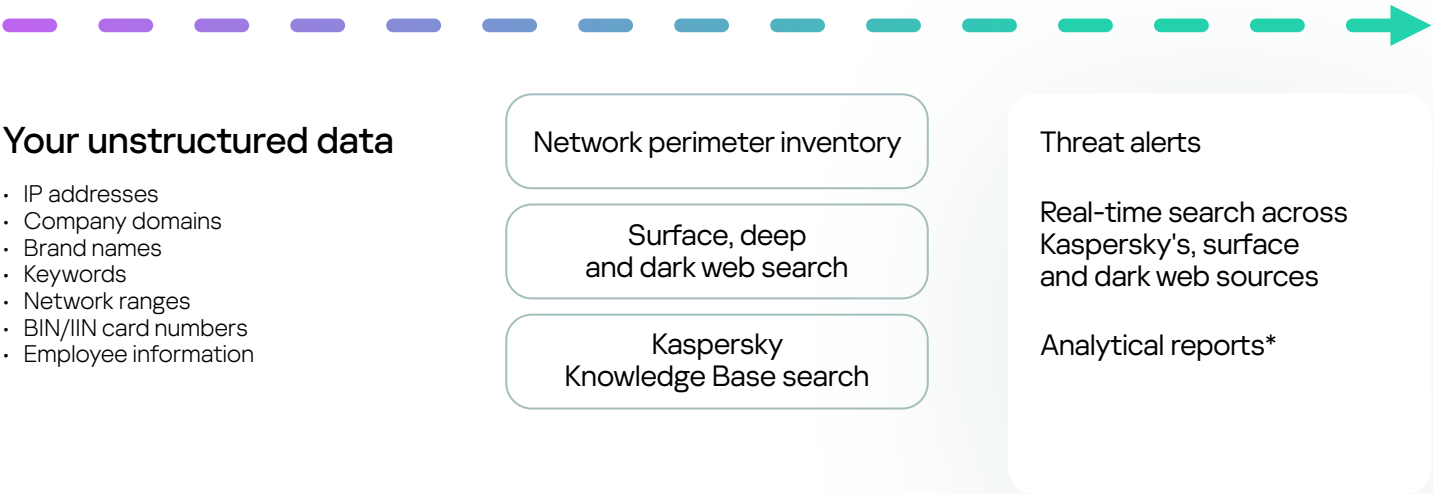 Your unstructured data
· IP addresses
· Company domains
· Brand names
· Keywords
· Network ranges
· BIN/IIN card numbers
· Employee information
Network perimeter inventory
Surface, deep
and dark web search
Kaspersky
Knowledge Base search
Threat alerts
Real-time search across
Kaspersky's, surface
and dark web sources
Analytical reports*